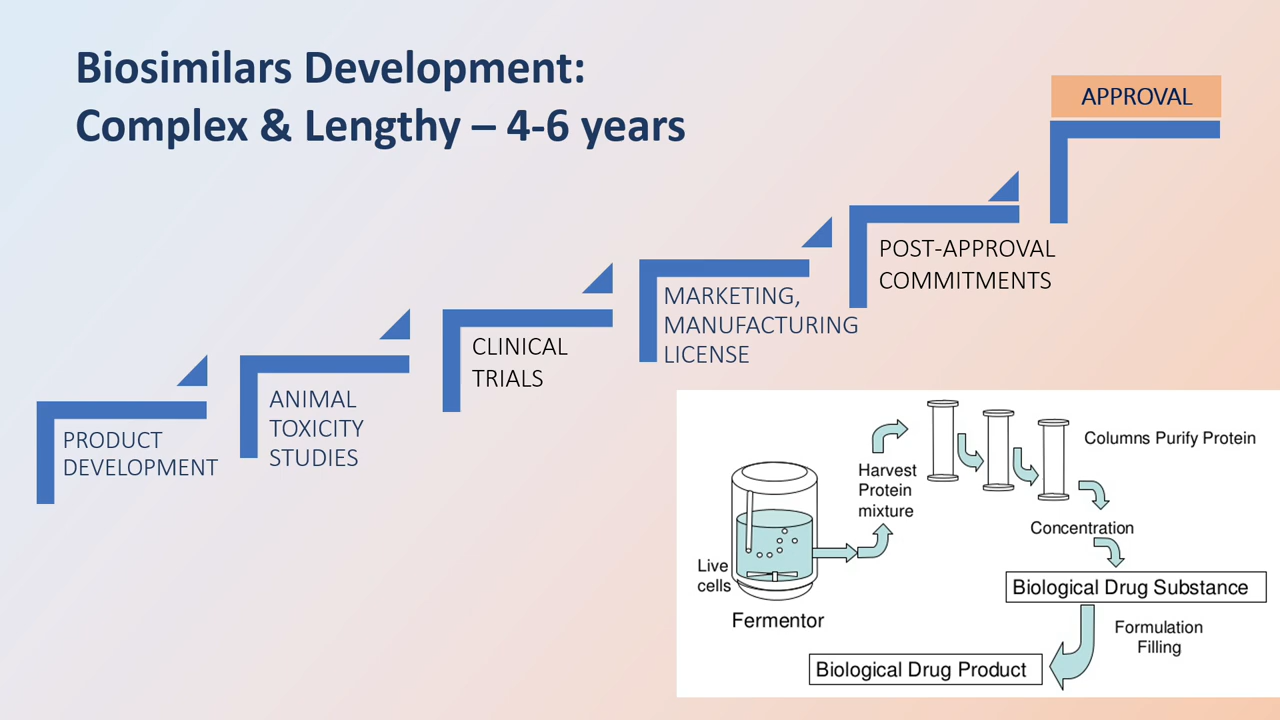 Biosimilars Development:
Complex & Lengthy – 4-6 years
APPROVAL
POST-APPROVAL
COMMITMENTS
MARKETING,
MANUFACTURING
LICENSE
CLINICAL
TRIALS
ANIMAL
TOXICITY
STUDIES
PRODUCT
DEVELOPMENT
Live
cells
Fermentor
Harvest
Protein
mixture
Columns Purify Protein
Concentration
Biological Drug Substance
Formulation
Filling
Biological Drug Product